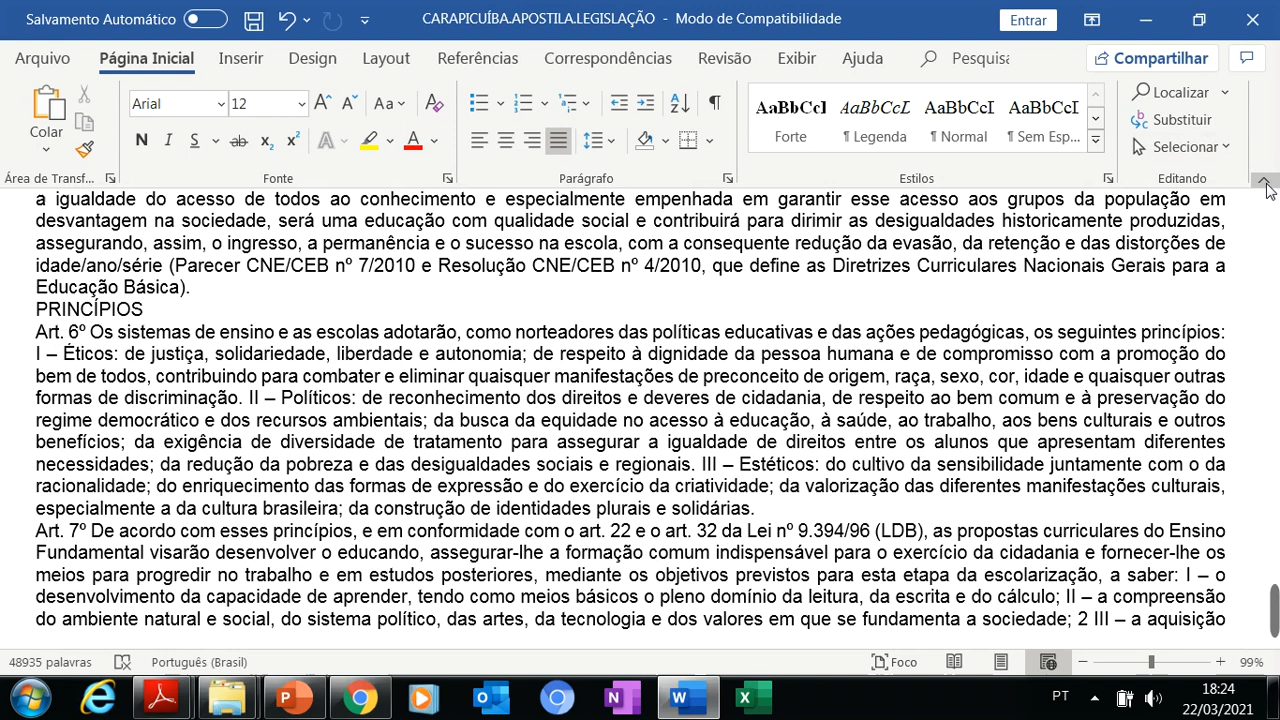 Salvamento Automático
CARAPICUÍBA.APOSTILA.LEGISLAÇÃO - Modo de Compatibilidade
Entrar
Arquivo Página Inicial Inserir Design Layout Referências Correspondências Revisão Exibir Ajuda Pesquisa Compartilhar
Colar
Área de Transf...
Arial 12
Aa
N I S ab x₂ x²
A A
Fonte
Parágrafo
AaBbCcI AaBbCcL AaBbCcI AaBbCcI
Forte ¶ Legenda ¶ Normal ¶ Sem Esp...
Estilos
Localizar
Substituir
Selecionar
Editando
a igualdade do acesso de todos ao conhecimento e especialmente empenhada em garantir esse acesso aos grupos da população em
desvantagem na sociedade, será uma educação com qualidade social e contribuirá para dirimir as desigualdades historicamente produzidas,
assegurando, assim, o ingresso, a permanência e o sucesso na escola, com a consequente redução da evasão, da retenção e das distorções de
idade/ano/série (Parecer CNE/CEB nº 7/2010 e Resolução CNE/CEB nº 4/2010, que define as Diretrizes Curriculares Nacionais Gerais para a
Educação Básica).
PRINCÍPIOS
Art. 6º Os sistemas de ensino e as escolas adotarão, como norteadores das políticas educativas e das ações pedagógicas, os seguintes princípios:
I – Éticos: de justiça, solidariedade, liberdade e autonomia; de respeito à dignidade da pessoa humana e de compromisso com a promoção do
bem de todos, contribuindo para combater e eliminar quaisquer manifestações de preconceito de origem, raça, sexo, cor, idade e quaisquer outras
formas de discriminação. II – Políticos: de reconhecimento dos direitos e deveres de cidadania, de respeito ao bem comum e à preservação do
regime democrático e dos recursos ambientais; da busca da equidade no acesso à educação, à saúde, ao trabalho, aos bens culturais e outros
benefícios; da exigência de diversidade de tratamento para assegurar a igualdade de direitos entre os alunos que apresentam diferentes
necessidades; da redução da pobreza e das desigualdades sociais e regionais. III – Estéticos: do cultivo da sensibilidade juntamente com o da
racionalidade; do enriquecimento das formas de expressão e do exercício da criatividade; da valorização das diferentes manifestações culturais,
especialmente a da cultura brasileira; da construção de identidades plurais e solidárias.
Art. 7º De acordo com esses princípios, e em conformidade com o art. 22 e o art. 32 da Lei nº 9.394/96 (LDB), as propostas curriculares do Ensino
Fundamental visarão desenvolver o educando, assegurar-lhe a formação comum indispensável para o exercício da cidadania e fornecer-lhe os
meios para progredir no trabalho e em estudos posteriores, mediante os objetivos previstos para esta etapa da escolarização, a saber: I – o
desenvolvimento da capacidade de aprender, tendo como meios básicos o pleno domínio da leitura, da escrita e do cálculo; II – a compreensão
do ambiente natural e social, do sistema político, das artes, da tecnologia e dos valores em que se fundamenta a sociedade; 2 III – a aquisição
48935 palavras Português (Brasil) Foco 99%
PT 18:24
22/03/2021